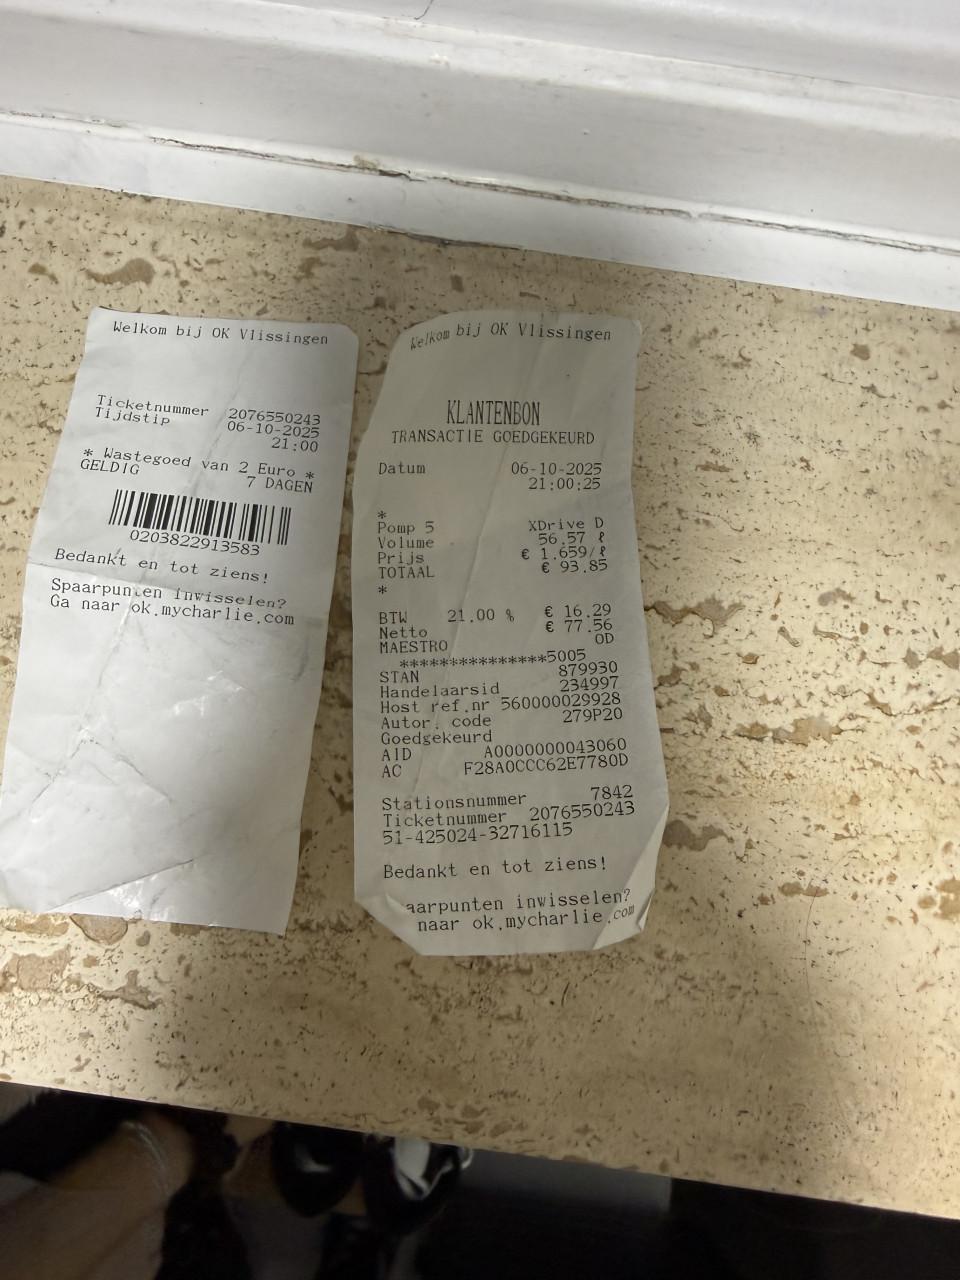 Welkom bij OK Vlissingen
Ticketnummer 2076550243
Tijdstip 06-10-2025
21:00
* Wastegoed van 2 Euro *
GELDIG 7 DAGEN
0203822913583
Bedankt en tot ziens!
Spaarpunten inwisselen?
Ga naar ok.mycharlie.com
Welkom bij OK Vlissingen
KLANTENBON
TRANSACTIE GOEDGEKEURD
Datum 06-10-2025
21:00:25
*
Pomp 5 XDrive D
Volume 56.57 ℓ
Prijs € 1.659/ℓ
TOTAAL € 93.85
*
BTW 21.00 % € 16.29
Netto € 77.56
MAESTRO OD
***************5005
STAN 879930
Handelaarsid 234997
Host ref.nr 560000029928
Autor. code 279P20
Goedgekeurd
AID A0000000043060
AC F28A0CCC62E7780D
Stationsnummer 7842
Ticketnummer 2076550243
51-425024-32716115
Bedankt en tot ziens!
aarpunten inwisselen?
naar ok.mycharlie.com